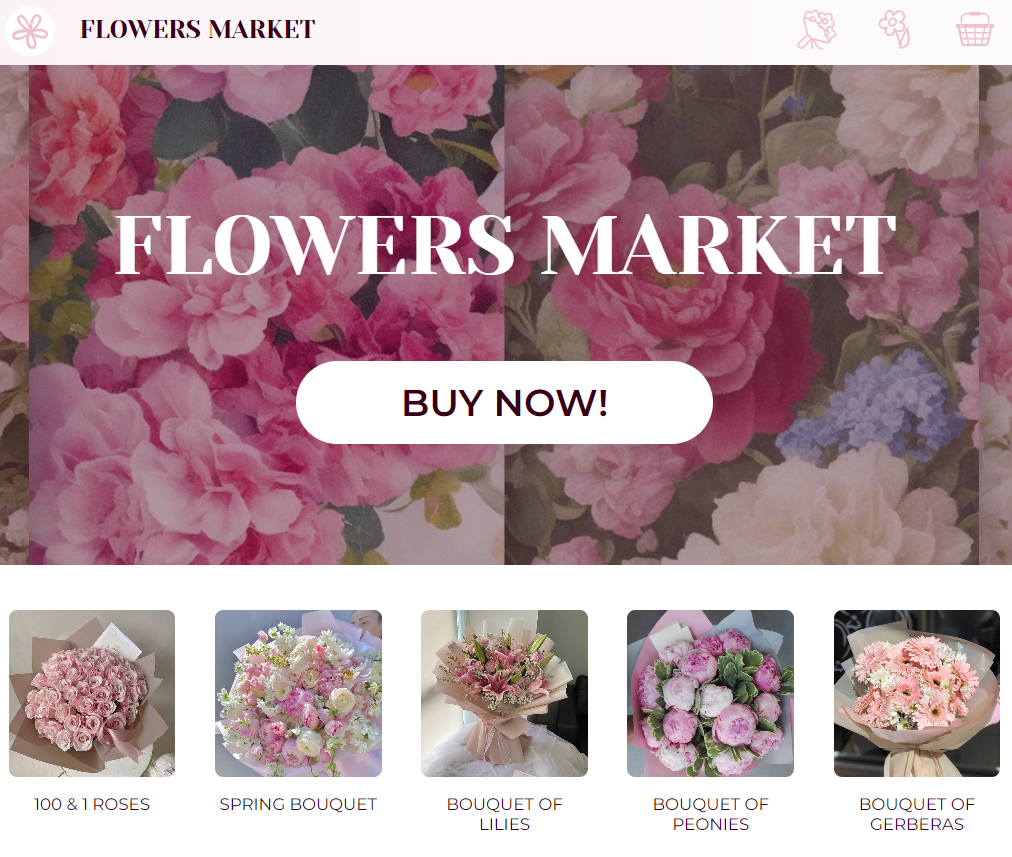 FLOWERS MARKET
FLOWERS MARKET
BUY NOW!
100 & 1 ROSES
SPRING BOUQUET
BOUQUET OF
LILIES
BOUQUET OF
PEONIES
BOUQUET OF
GERBERAS